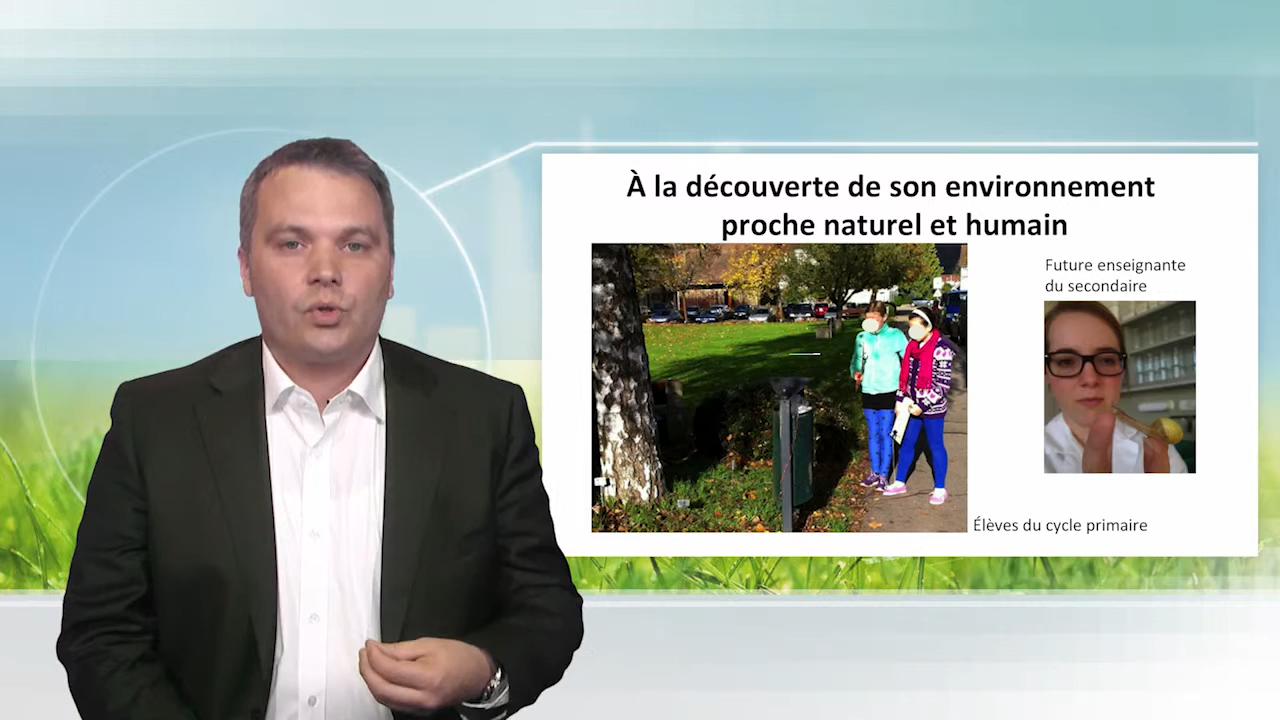 À la découverte de son environnement
proche naturel et humain
Future enseignante
du secondaire
Élèves du cycle primaire